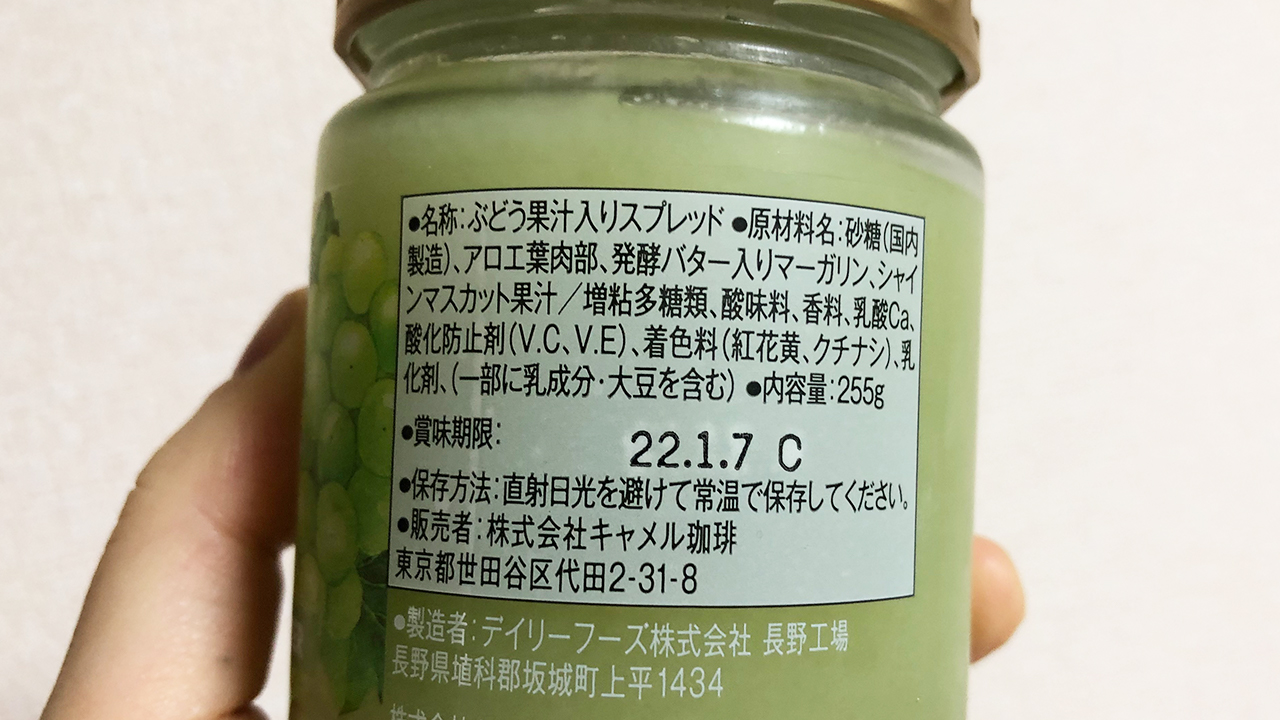 ●名称：ぶどう果汁入りスプレッド ●原材料名：砂糖（国内
製造）、アロエ葉肉部、発酵バター入りマーガリン、シャイ
ンマスカット果汁／増粘多糖類、酸味料、香料、乳酸Ca、
酸化防止剤（V.C、V.E）、着色料（紅花黄、クチナシ）、乳
化剤、（一部に乳成分・大豆を含む） ●内容量：255g
●賞味期限： 22.1.7 C
●保存方法：直射日光を避けて常温で保存してください。
●販売者：株式会社キャメル珈琲
東京都世田谷区代田2-31-8
●製造者：デイリーフーズ株式会社 長野工場
長野県埴科郡坂城町上平1434